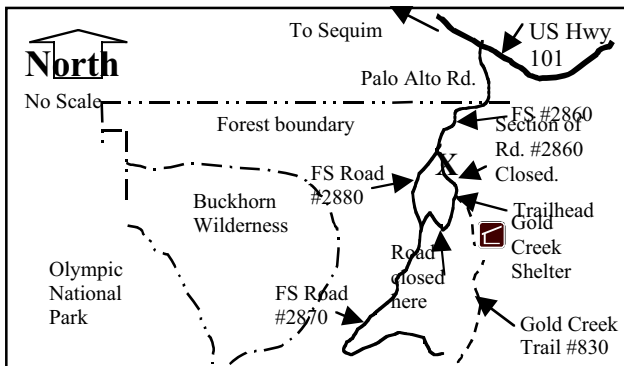 To Sequim
US Hwy
101
North
No Scale
Palo Alto Rd.
Forest boundary
FS #2860
Section of
Rd. #2860
Closed.
X
FS Road
#2880
Buckhorn
Wilderness
Trailhead
Gold
Creek
Shelter
Road
closed
here
Olympic
National
Park
FS Road
#2870
Gold Creek
Trail #830